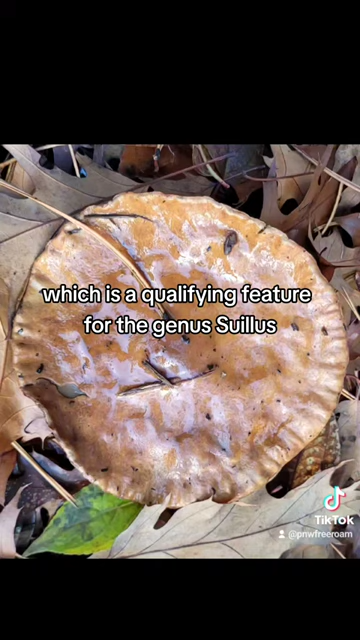 which is a qualifying feature
for the genus Suillus
TikTok
@pnwfreeroam